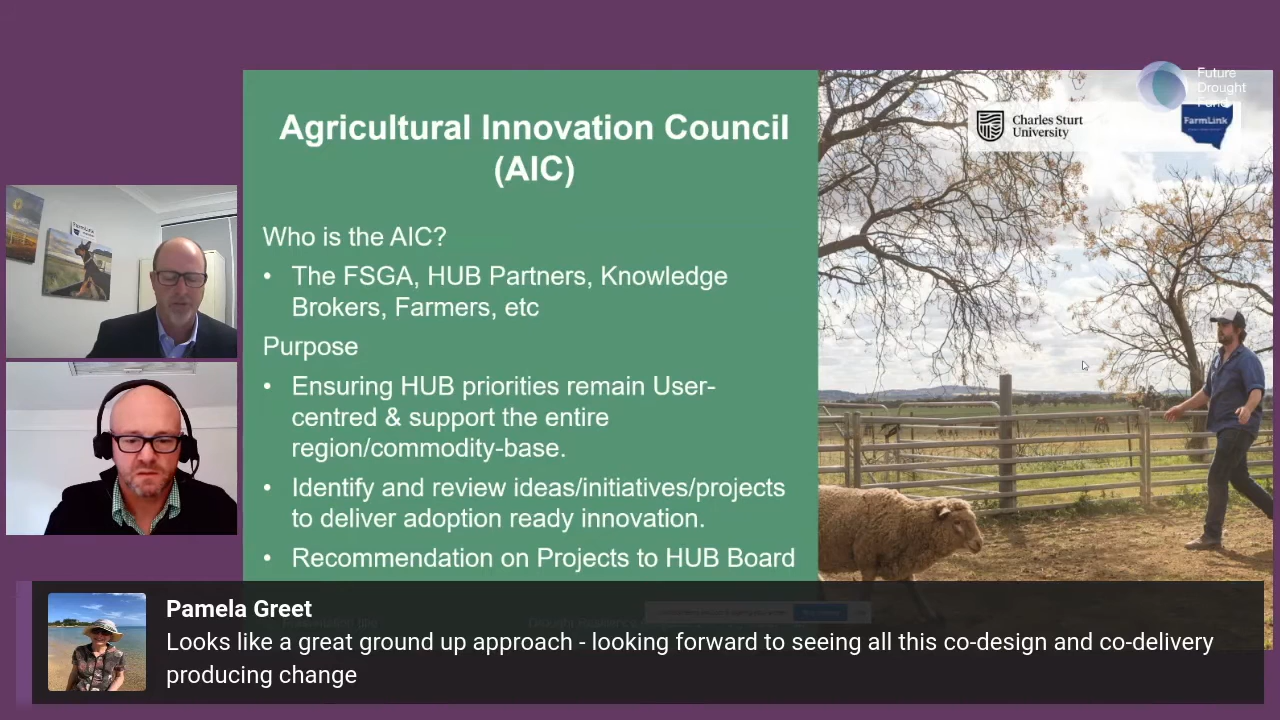 Future
Drought
Fund
Charles Sturt
University
FarmLink
Agricultural Innovation Council
(AIC)
Who is the AIC?
• The FSGA, HUB Partners, Knowledge
Brokers, Farmers, etc
Purpose
• Ensuring HUB priorities remain User-
centred & support the entire
region/commodity-base.
• Identify and review ideas/initiatives/projects
to deliver adoption ready innovation.
• Recommendation on Projects to HUB Board
FarmLink
Pamela Greet
Looks like a great ground up approach - looking forward to seeing all this co-design and co-delivery
producing change